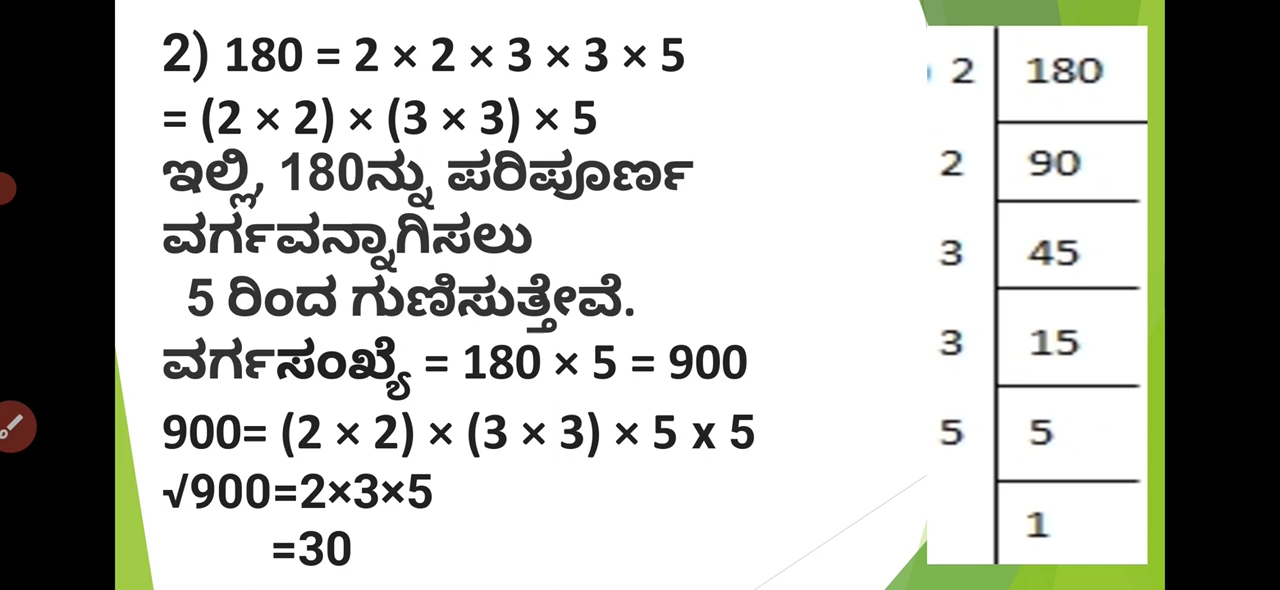 2) 180 = 2 × 2 × 3 × 3 × 5
= (2 × 2) × (3 × 3) × 5
ಇಲ್ಲಿ, 180ನ್ನು ಪರಿಪೂರ್ಣ
ವರ್ಗವನ್ನಾಗಿಸಲು
5 ರಿಂದ ಗುಣಿಸುತ್ತೇವೆ.
ವರ್ಗಸಂಖ್ಯೆ = 180 × 5 = 900
900= (2 × 2) × (3 × 3) × 5 x 5
√900=2×3×5
=30
2 180
2 90
3 45
3 15
5 5
1